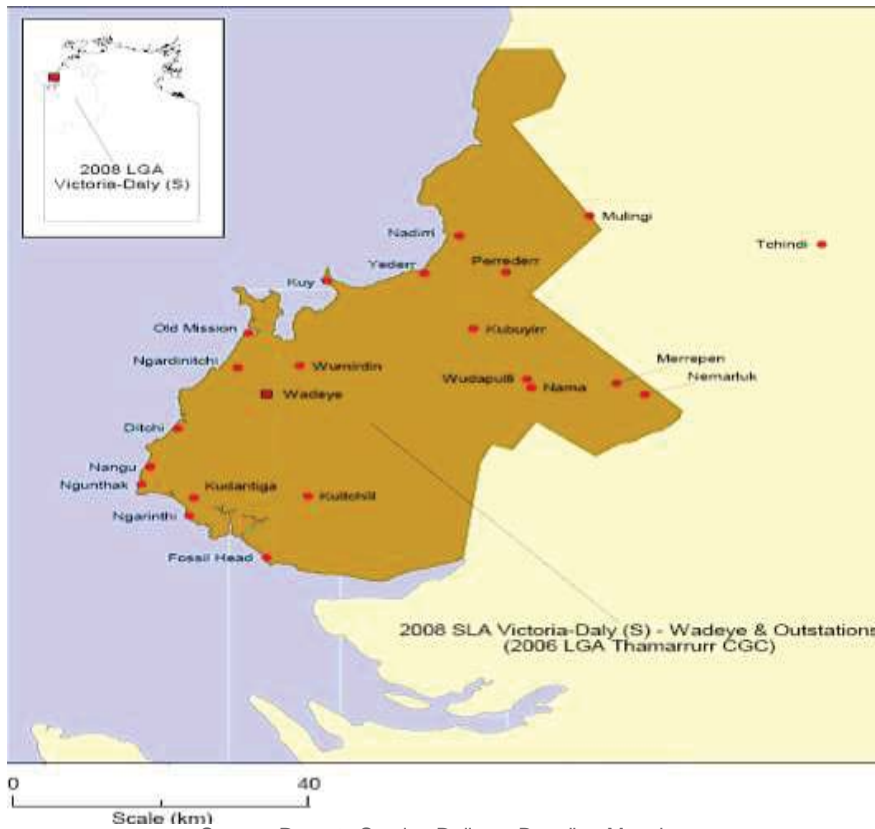 2008 LGA
Victoria-Daly (S)
Mulingi
Nadirri
Tchindi
Yederr
Perrederr
Kuy
Old Mission
Kubuyirr
Ngardinitchi
Wumirdin
Merrepen
Wudapulli
Nama
Nemarluk
Wadeye
Ditchi
Nangu
Ngunthak
Kudantiga
Kultchill
Ngarinthi
Fossil Head
2008 SLA Victoria-Daly (S) - Wadeye & Outstations
(2006 LGA Thamarrurr CGC)
0 40
Scale (km)